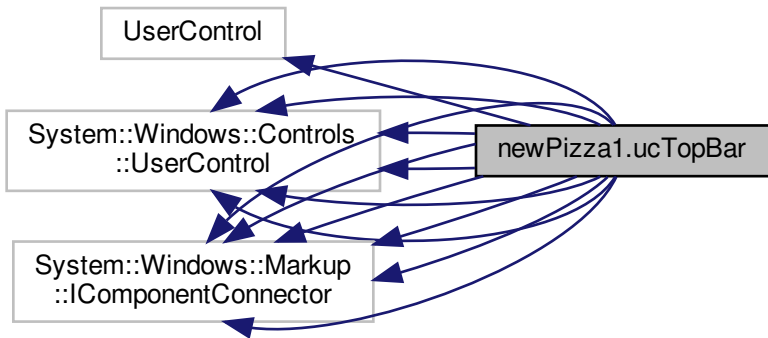 UserControl
System::Windows::Controls
::UserControl
newPizza1.ucTopBar
System::Windows::Markup
::IComponentConnector